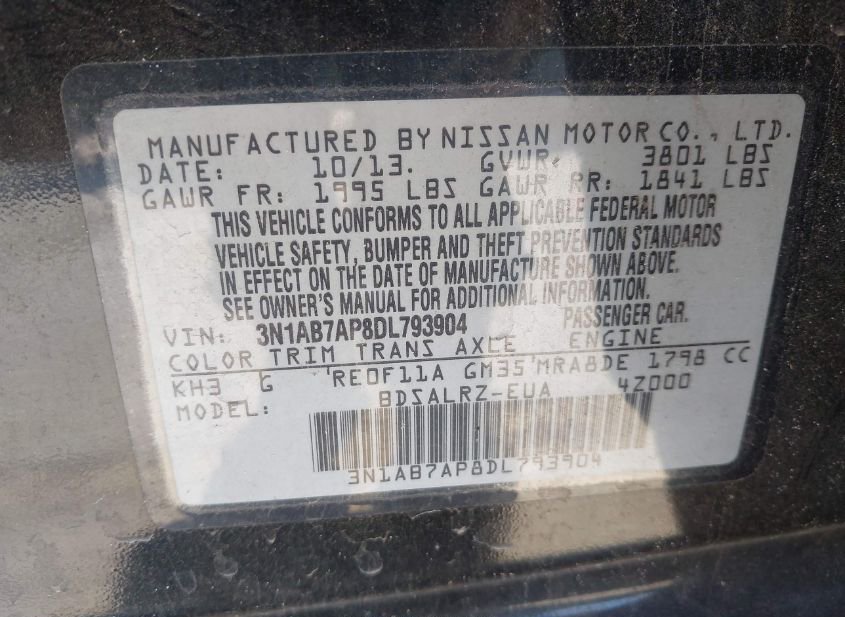 MANUFACTURED BY NISSAN MOTOR CO., LTD.
DATE: 10/13. GVWR: 3801 LBS
GAWR FR: 1995 LBS GAWR RR: 1841 LBS
THIS VEHICLE CONFORMS TO ALL APPLICABLE FEDERAL MOTOR
VEHICLE SAFETY, BUMPER AND THEFT PREVENTION STANDARDS
IN EFFECT ON THE DATE OF MANUFACTURE SHOWN ABOVE.
SEE OWNER'S MANUAL FOR ADDITIONAL INFORMATION.
VIN: 3N1AB7AP8DL793904 PASSENGER CAR.
COLOR TRIM TRANS AXLE ENGINE
KH3 G RE0F11A GM35 MRA8DE 1798 CC
MODEL: BDSALRZ-EUA 4Z000
3N1AB7AP8DL793904